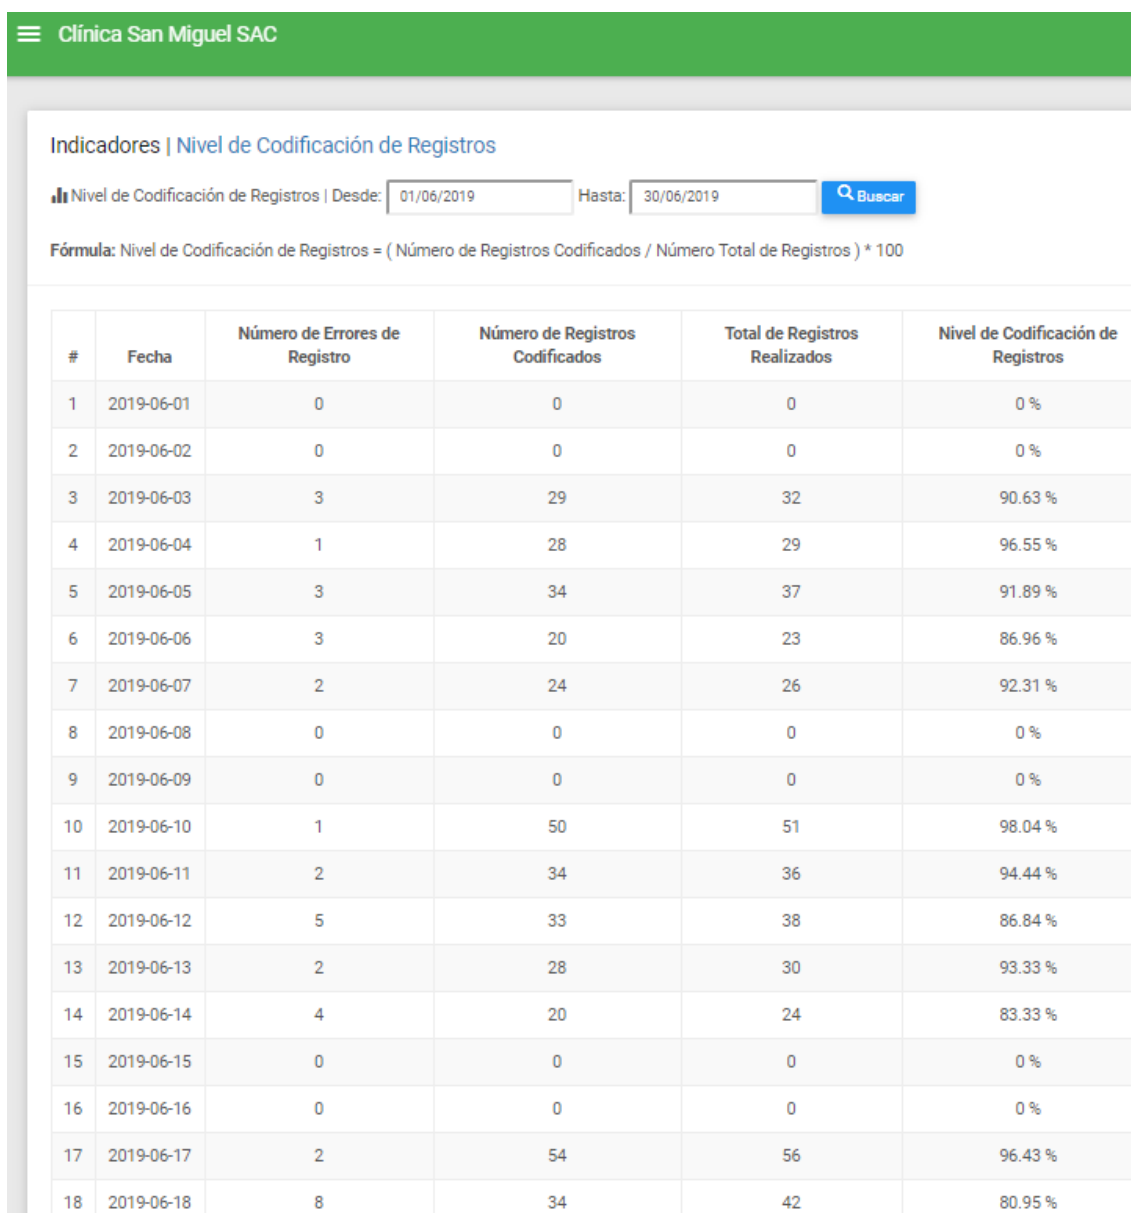 Clínica San Miguel SAC
Indicadores | Nivel de Codificación de Registros
Nivel de Codificación de Registros | Desde: 01/06/2019 Hasta: 30/06/2019 Buscar
Fórmula: Nivel de Codificación de Registros = ( Número de Registros Codificados / Número Total de Registros ) * 100
# Fecha Número de Errores de Registro Número de Registros Codificados Total de Registros Realizados Nivel de Codificación de Registros
1 2019-06-01 0 0 0 0 %
2 2019-06-02 0 0 0 0 %
3 2019-06-03 3 29 32 90.63 %
4 2019-06-04 1 28 29 96.55 %
5 2019-06-05 3 34 37 91.89 %
6 2019-06-06 3 20 23 86.96 %
7 2019-06-07 2 24 26 92.31 %
8 2019-06-08 0 0 0 0 %
9 2019-06-09 0 0 0 0 %
10 2019-06-10 1 50 51 98.04 %
11 2019-06-11 2 34 36 94.44 %
12 2019-06-12 5 33 38 86.84 %
13 2019-06-13 2 28 30 93.33 %
14 2019-06-14 4 20 24 83.33 %
15 2019-06-15 0 0 0 0 %
16 2019-06-16 0 0 0 0 %
17 2019-06-17 2 54 56 96.43 %
18 2019-06-18 8 34 42 80.95 %